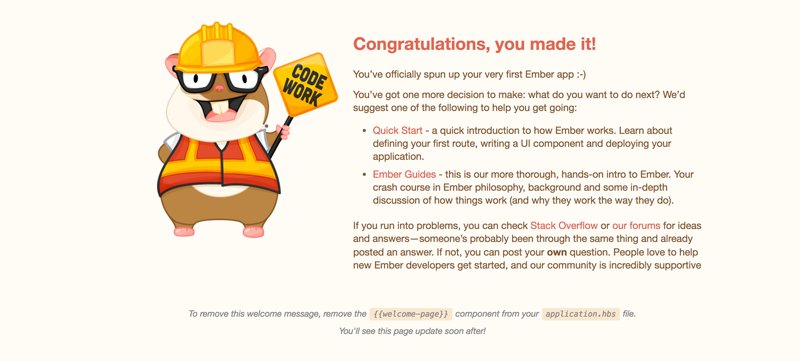 CODE
WORK
Congratulations, you made it!
You've officially spun up your very first Ember app :-)
You've got one more decision to make: what do you want to do next? We'd
suggest one of the following to help you get going:
• Quick Start - a quick introduction to how Ember works. Learn about
defining your first route, writing a UI component and deploying your
application.
• Ember Guides - this is our more thorough, hands-on intro to Ember. Your
crash course in Ember philosophy, background and some in-depth
discussion of how things work (and why they work the way they do).
If you run into problems, you can check Stack Overflow or our forums for ideas
and answers—someone's probably been through the same thing and already
posted an answer. If not, you can post your own question. People love to help
new Ember developers get started, and our community is incredibly supportive
To remove this welcome message, remove the {{welcome-page}} component from your application.hbs file.
You'll see this page update soon after!